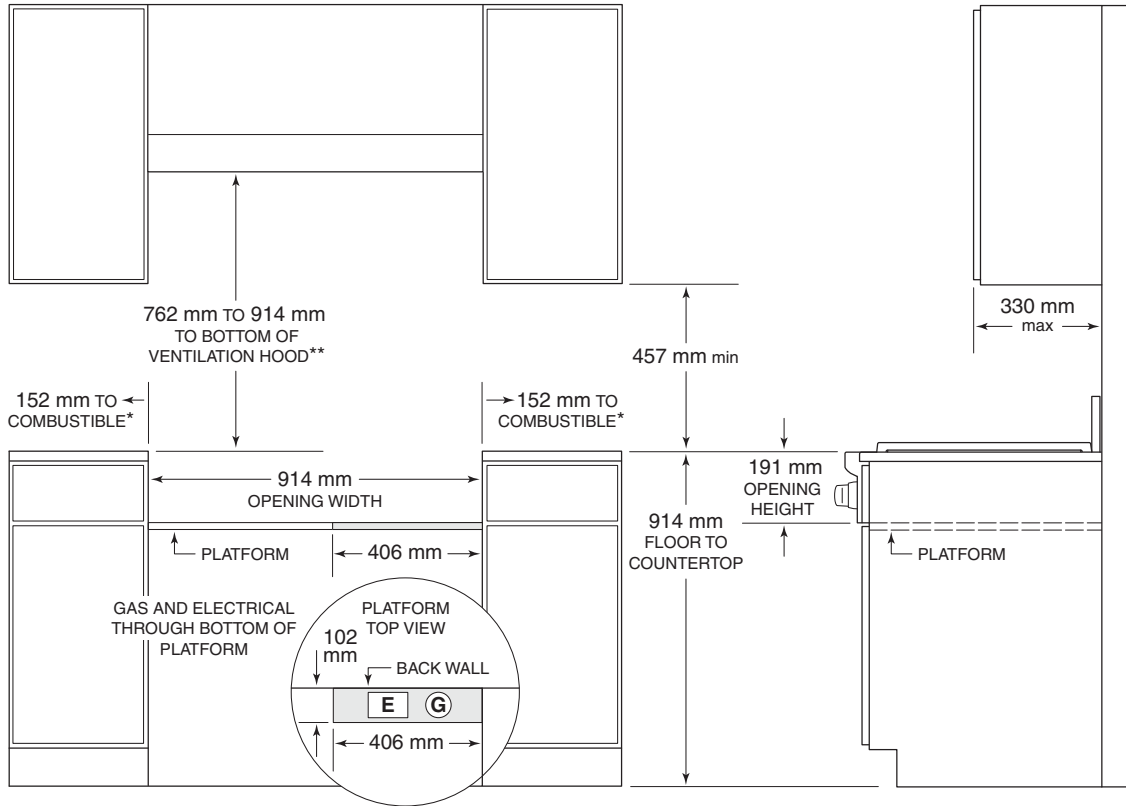 762 mm TO 914 mm
TO BOTTOM OF
VENTILATION HOOD**
330 mm
max
457 mm min
152 mm TO
COMBUSTIBLE*
152 mm TO
COMBUSTIBLE*
914 mm
OPENING WIDTH
191 mm
OPENING
HEIGHT
914 mm
FLOOR TO
COUNTERTOP
PLATFORM
406 mm
PLATFORM
GAS AND ELECTRICAL
THROUGH BOTTOM OF
PLATFORM
PLATFORM
TOP VIEW
102
mm
BACK WALL
E G
406 mm